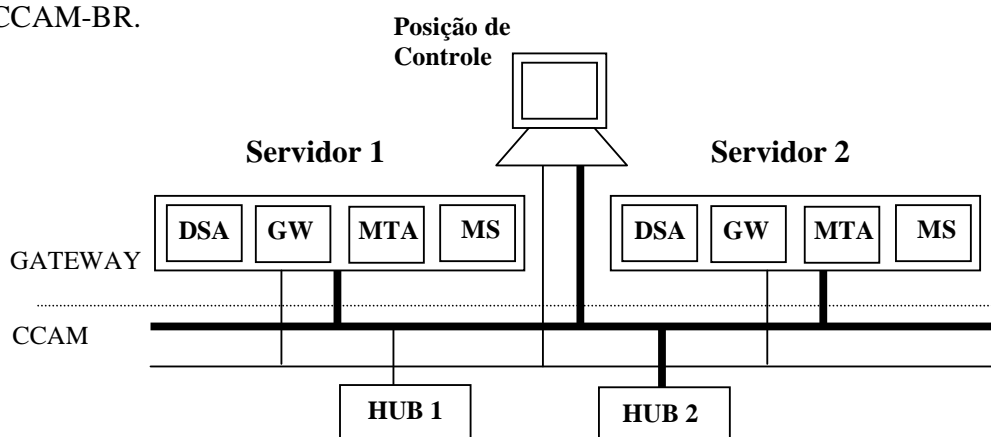 CCAM-BR.
Posição de
Controle
Servidor 1
Servidor 2
DSA GW MTA MS
DSA GW MTA MS
GATEWAY
CCAM
HUB 1
HUB 2